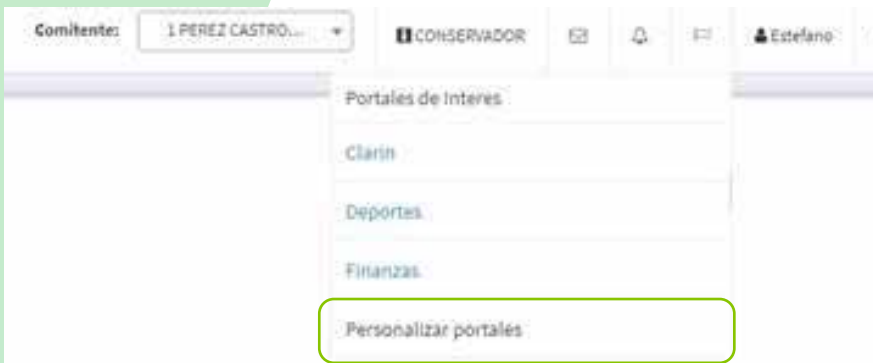 Comitente: 1 PEREZ CASTRO... CONSERVADOR Estefano
Portales de Interes
Clarin
Deportes
Finanzas
Personalizar portales